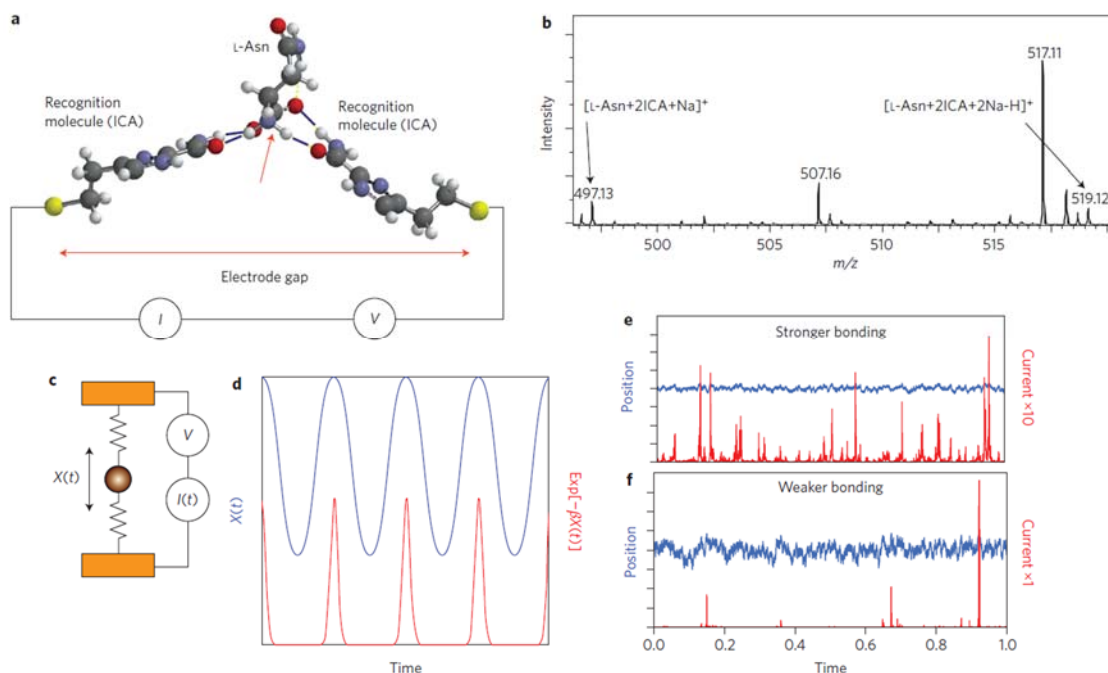 a
L-Asn
Recognition
molecule (ICA)
Recognition
molecule (ICA)
Electrode gap
I
V
b
Intensity
[L-Asn+2ICA+Na]+
[L-Asn+2ICA+2Na-H]+
497.13
507.16
517.11
519.12
500
505
510
515
m/z
c
X(t)
V
I(t)
d
X(t)
Exp[−βX(t)]
Time
e
Stronger bonding
Position
Current ×10
f
Weaker bonding
Position
Current ×1
0.0
0.2
0.4
0.6
0.8
1.0
Time